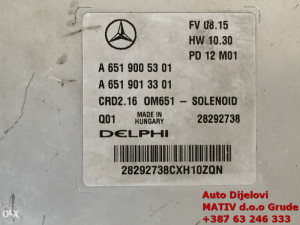 FV 08.15
HW 10.30
PD 12 M01
A 651 900 53 01
A 651 901 33 01
CRD2.16 OM651 - SOLENOID
Q01 MADE IN HUNGARY 28292738
DELPHI
28292738CXH10ZQN
Auto Dijelovi
MATIV d.o.o Grude
+387 63 246 333
olx